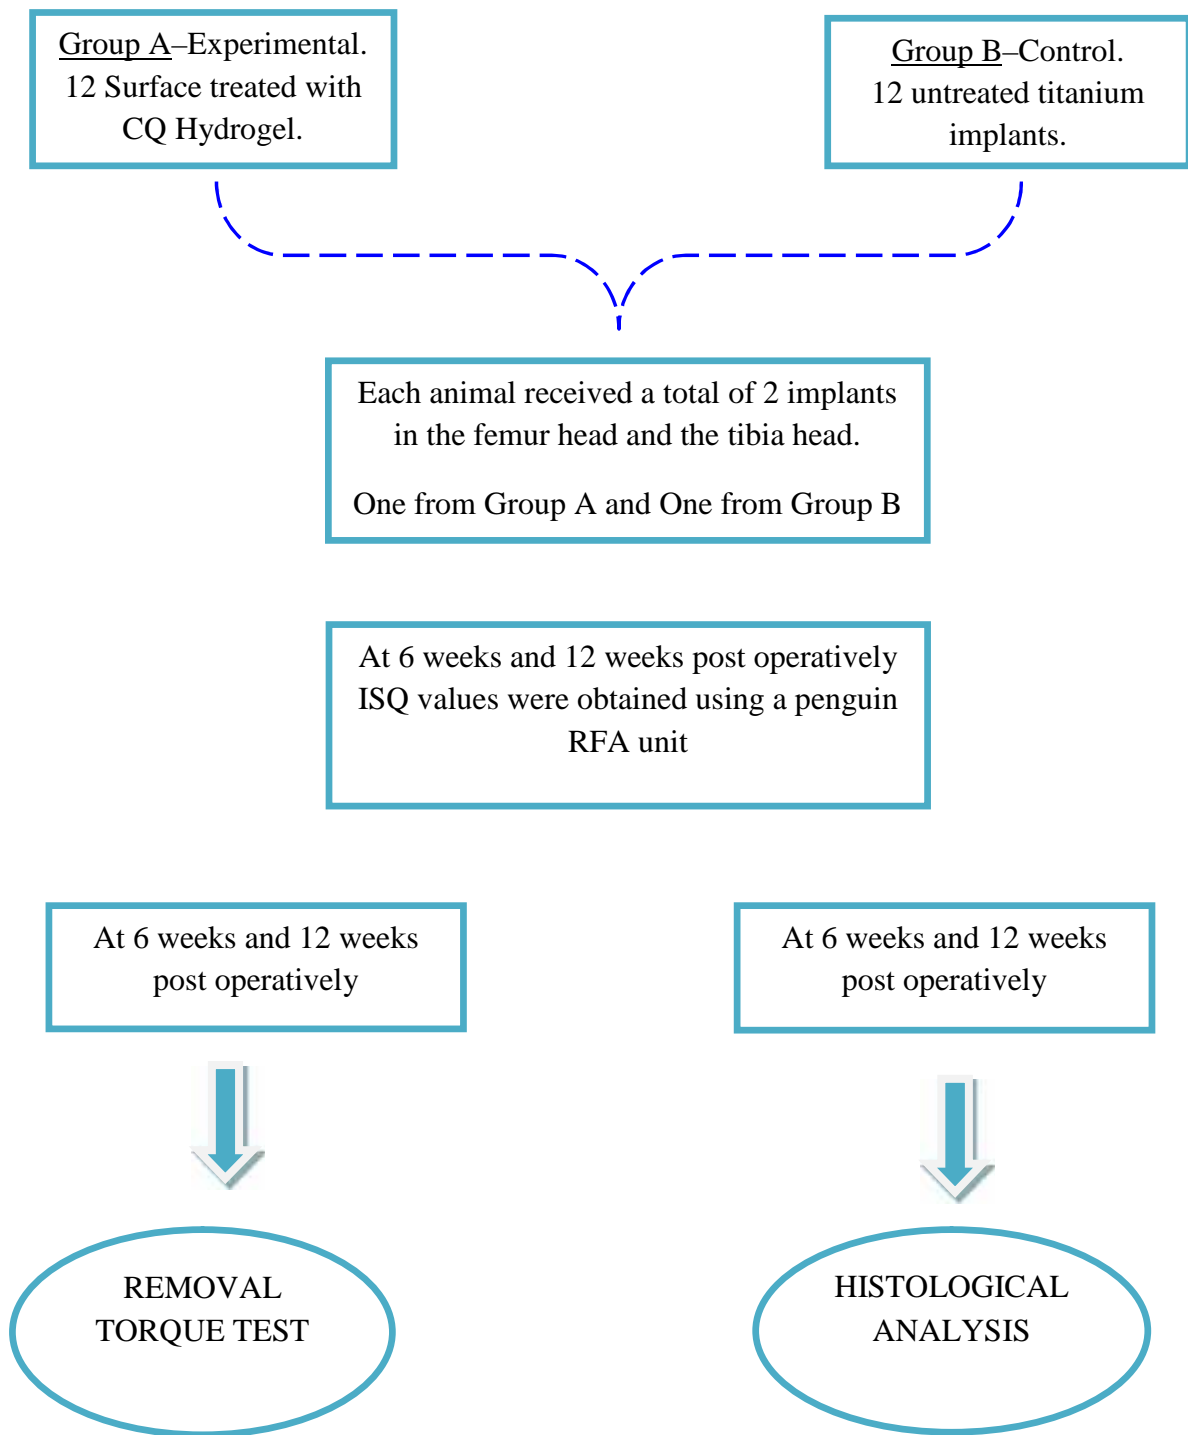 Group A–Experimental.
12 Surface treated with
CQ Hydrogel.
Group B–Control.
12 untreated titanium
implants.
Each animal received a total of 2 implants
in the femur head and the tibia head.
One from Group A and One from Group B
At 6 weeks and 12 weeks post operatively
ISQ values were obtained using a penguin
RFA unit
At 6 weeks and 12 weeks
post operatively
At 6 weeks and 12 weeks
post operatively
REMOVAL
TORQUE TEST
HISTOLOGICAL
ANALYSIS